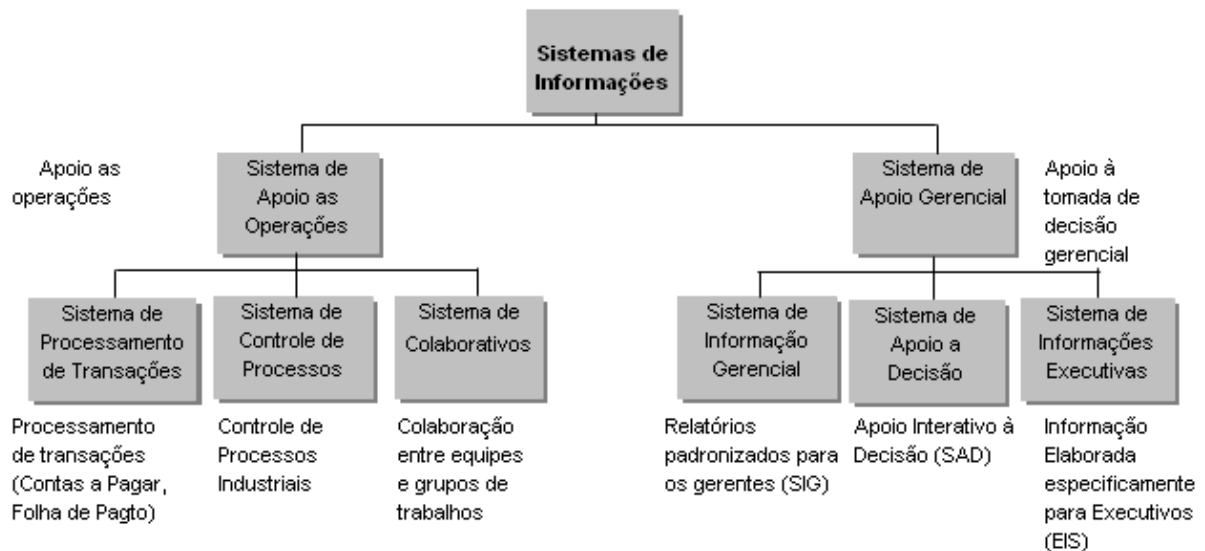 Sistemas de
Informações
Apoio as
operações
Sistema de
Apoio as
Operações
Sistema de
Apoio Gerencial
Apoio à
tomada de
decisão
gerencial
Sistema de
Processamento
de Transações
Sistema de
Controle de
Processos
Sistema de
Colaborativos
Sistema de
Informação
Gerencial
Sistema de
Apoio a
Decisão
Sistema de
Informações
Executivas
Processamento
de transações
(Contas a Pagar,
Folha de Pagto)
Controle de
Processos
Industriais
Colaboração
entre equipes
e grupos de
trabalhos
Relatórios
padronizados para
os gerentes (SIG)
Apoio Interativo à
Decisão (SAD)
Informação
Elaborada
especificamente
para Executivos
(EIS)